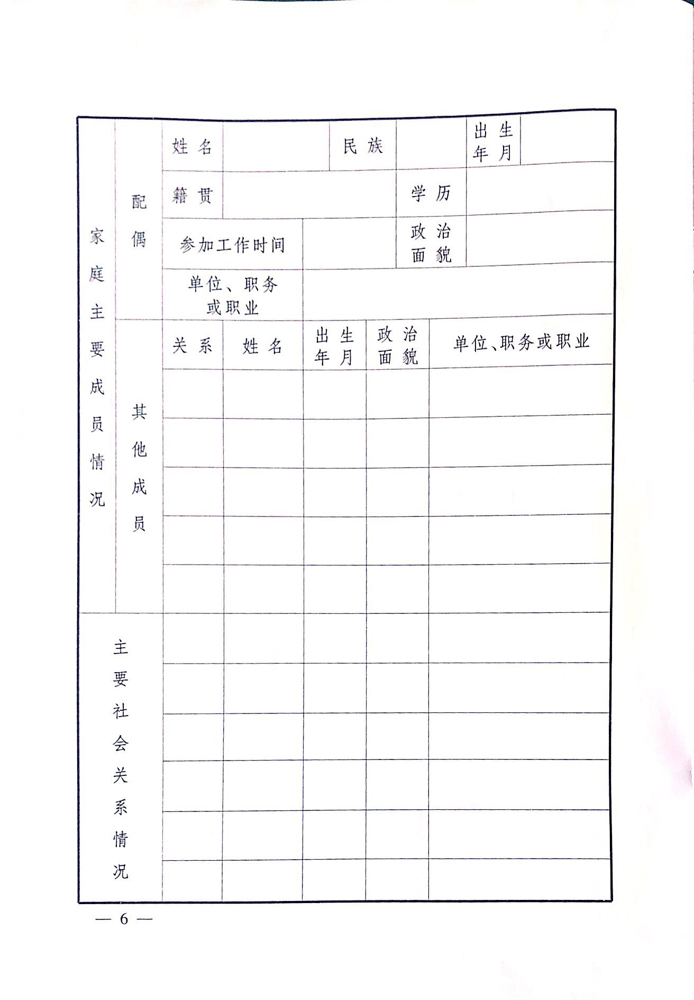 家庭主要成员情况
配偶
姓名
民族
出生
年月
籍贯
学历
参加工作时间
政治
面貌
单位、职务
或职业
其他成员
关系
姓名
出生
年月
政治
面貌
单位、职务或职业
主要社会关系情况
— 6 —